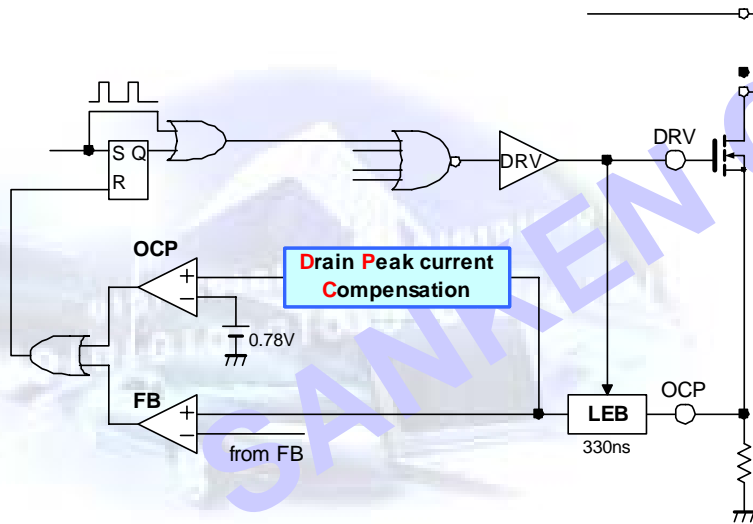 DRV
S Q
R
DRV
OCP
Drain Peak current
Compensation
+
−
0.78V
FB
+
−
from FB
LEB
330ns
OCP
SANKEN